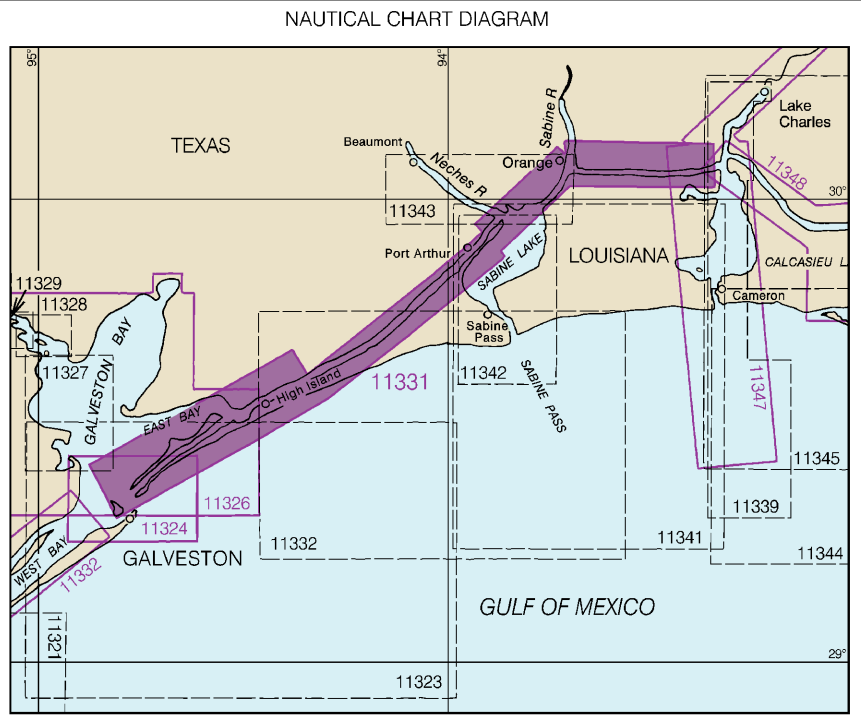 NAUTICAL CHART DIAGRAM
95°
94°
Sabine R
Lake
Charles
TEXAS
Beaumont
Neches R
Orange
11348
30°
11343
Port Arthur
SABINE LAKE
LOUISIANA
CALCASIEU L
11329
11328
Cameron
BAY
Sabine
Pass
11327
GALVESTON
11331
High Island
11342
SABINE PASS
11347
EAST BAY
11345
11326
11339
11324
11332
11341
GALVESTON
11344
WEST BAY
11332
GULF OF MEXICO
11321
29°
11323